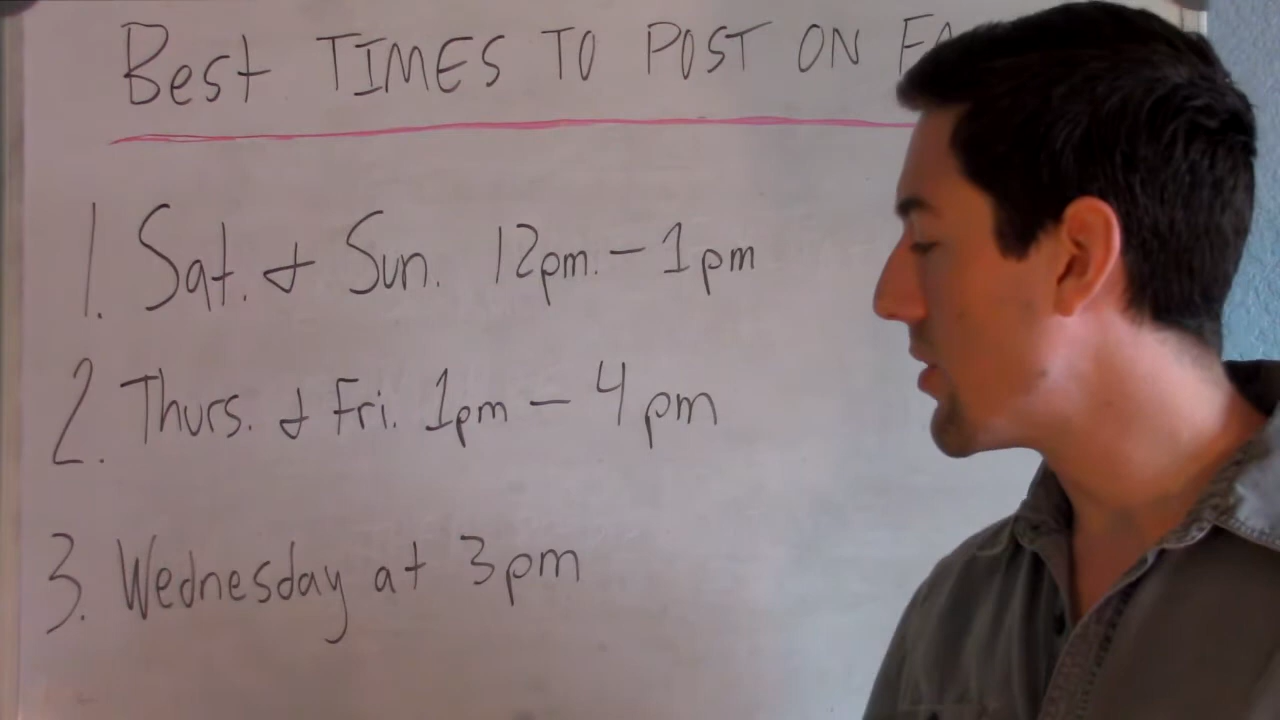 Best TIMES TO POST ON FA
1. Sat. & Sun. 12pm. - 1pm
2. Thurs. & Fri. 1pm - 4pm
3. Wednesday at 3pm